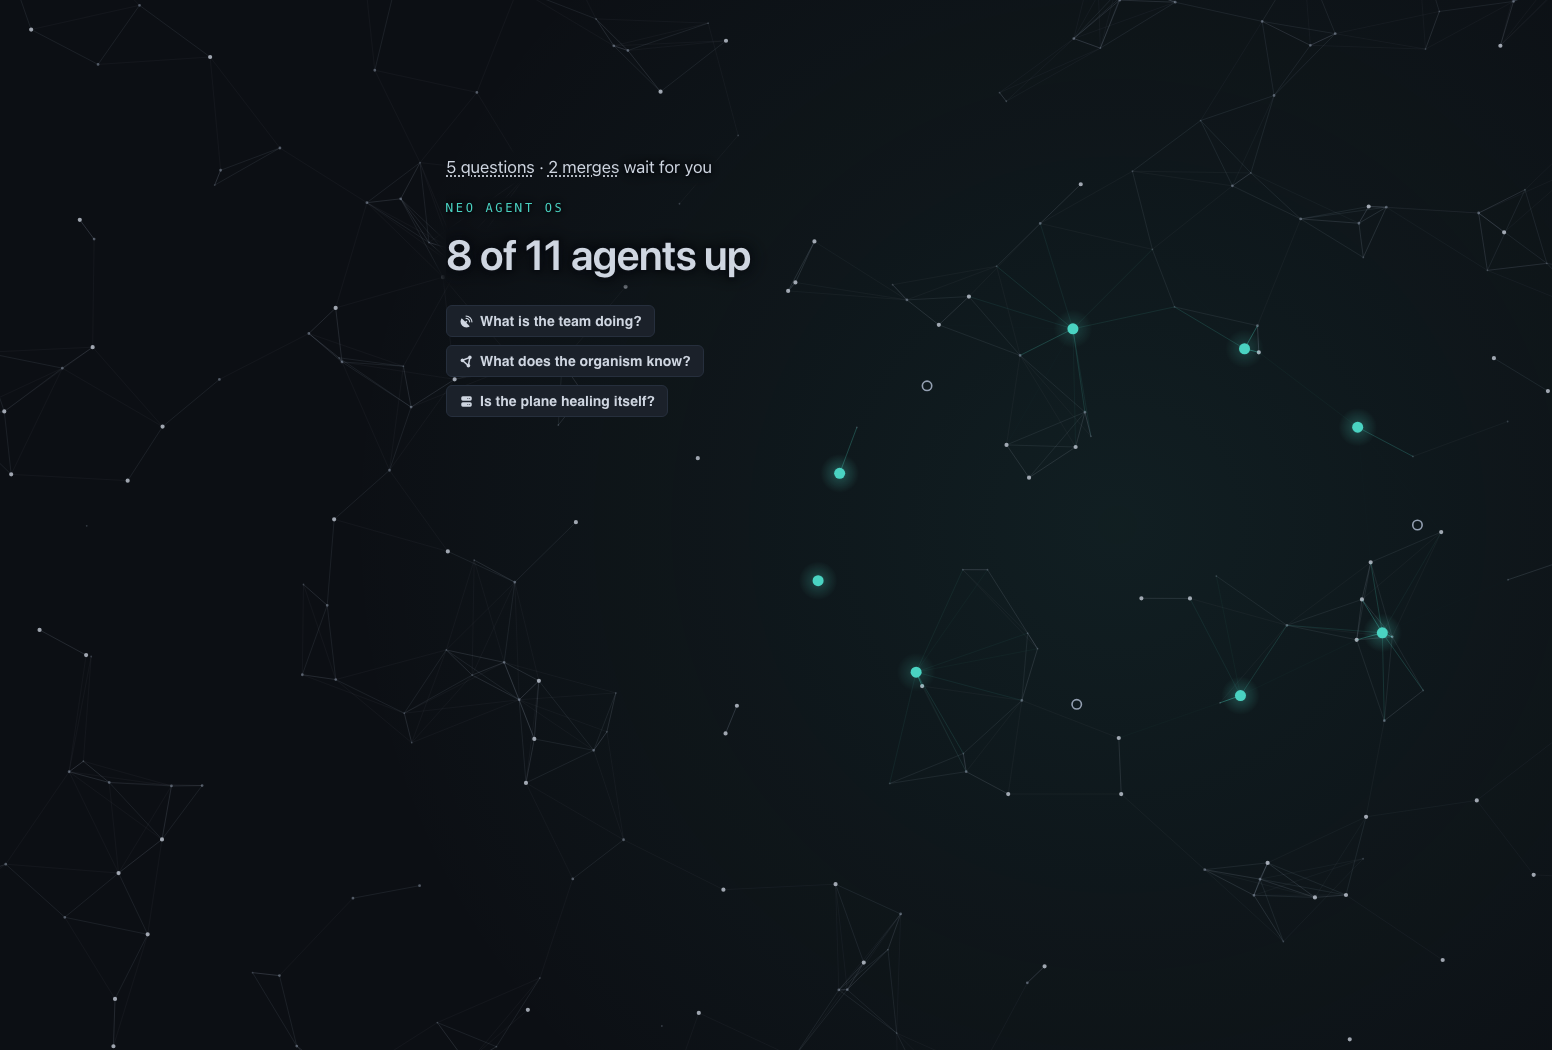 5 questions · 2 merges wait for you
NEO AGENT OS
8 of 11 agents up
What is the team doing?
What does the organism know?
Is the plane healing itself?